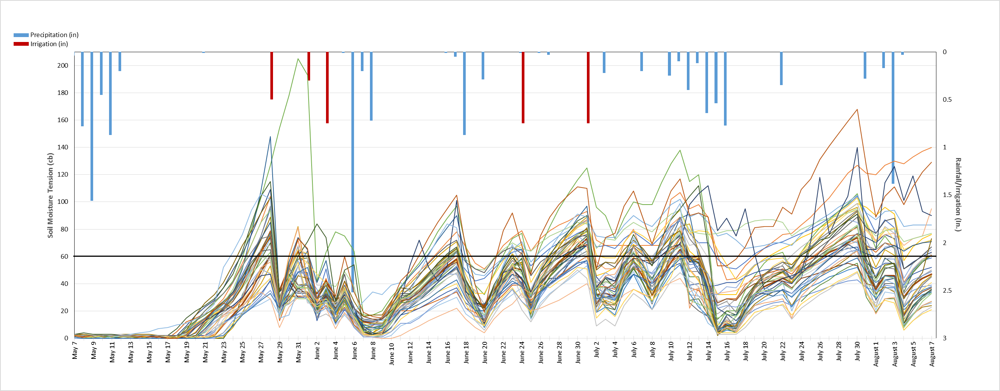 Precipitation (in)
Irrigation (in)
Soil Moisture Tension (cb)
200
180
160
140
120
100
80
60
40
20
0
0
0.5
1
1.5
2
2.5
3
Rainfall/Irrigation (In.)
May 7
May 9
May 11
May 13
May 15
May 17
May 19
May 21
May 23
May 25
May 27
May 29
May 31
June 2
June 4
June 6
June 8
June 10
June 12
June 14
June 16
June 18
June 20
June 22
June 24
June 26
June 28
June 30
July 2
July 4
July 6
July 8
July 10
July 12
July 14
July 16
July 18
July 20
July 22
July 24
July 26
July 28
July 30
August 1
August 3
August 5
August 7